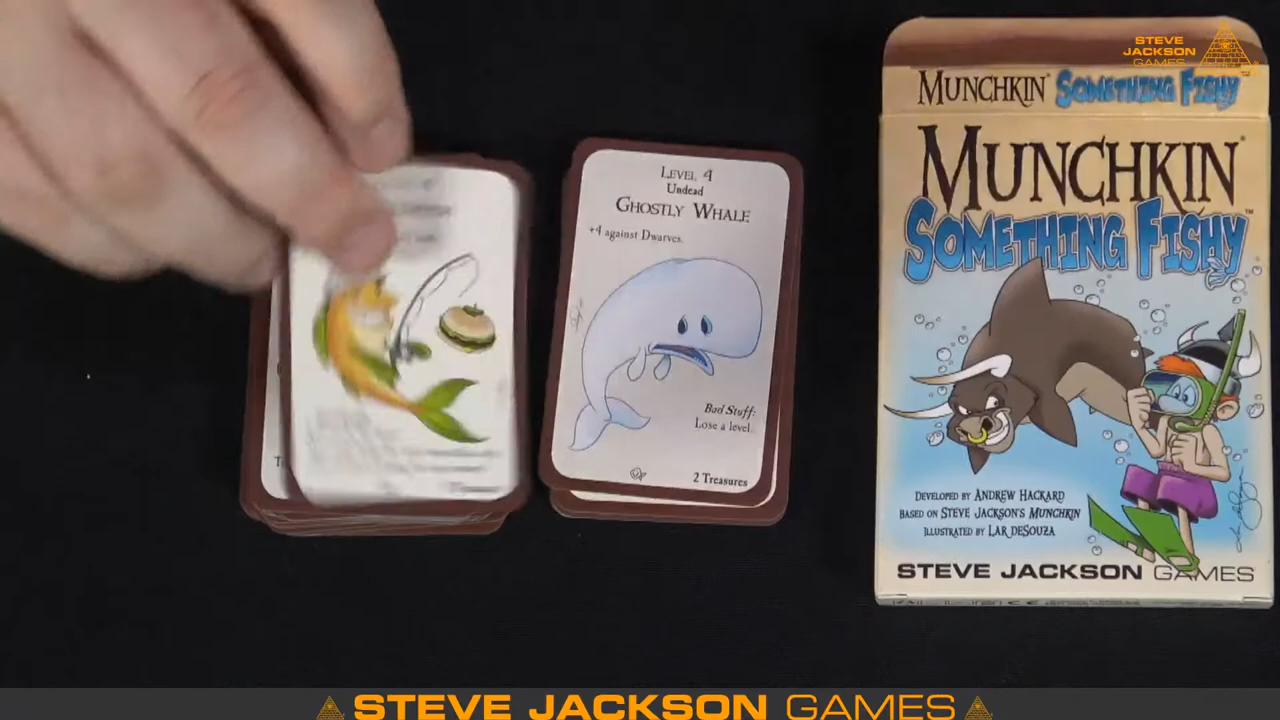 LEVEL 4
Undead
GHOSTLY WHALE
+4 against Dwarves.
Bad Stuff:
Lose a level.
2 Treasures
STEVE
JACKSON
GAMES
MUNCHKIN SOMETHING FISHY
MUNCHKIN
SOMETHING FISHY
DEVELOPED BY ANDREW HACKARD
BASED ON STEVE JACKSON'S MUNCHKIN
ILLUSTRATED BY LAR DESOUZA
STEVE JACKSON GAMES
STEVE JACKSON GAMES